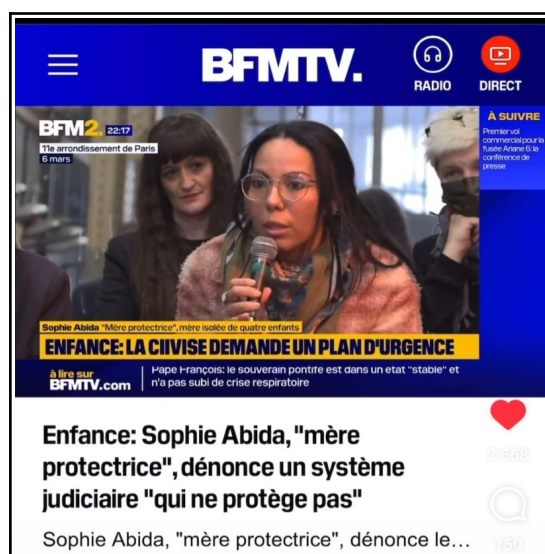 BFMTV.
RADIO
DIRECT
BFM2. 22:17
11e arrondissement de Paris
6 mars
À SUIVRE
Premier vol
commercial pour la
fusée Ariane 6: la
conférence de
presse
Sophie Abida "Mère protectrice", mère isolée de quatre enfants
ENFANCE: LA CIIVISE DEMANDE UN PLAN D'URGENCE
à lire sur
BFMTV.com
Pape François: le souverain pontife est dans un état "stable" et
n'a pas subi de crise respiratoire
Enfance: Sophie Abida, "mère
protectrice", dénonce un système
judiciaire "qui ne protège pas"
2 668
Sophie Abida, "mère protectrice", dénonce le...
150